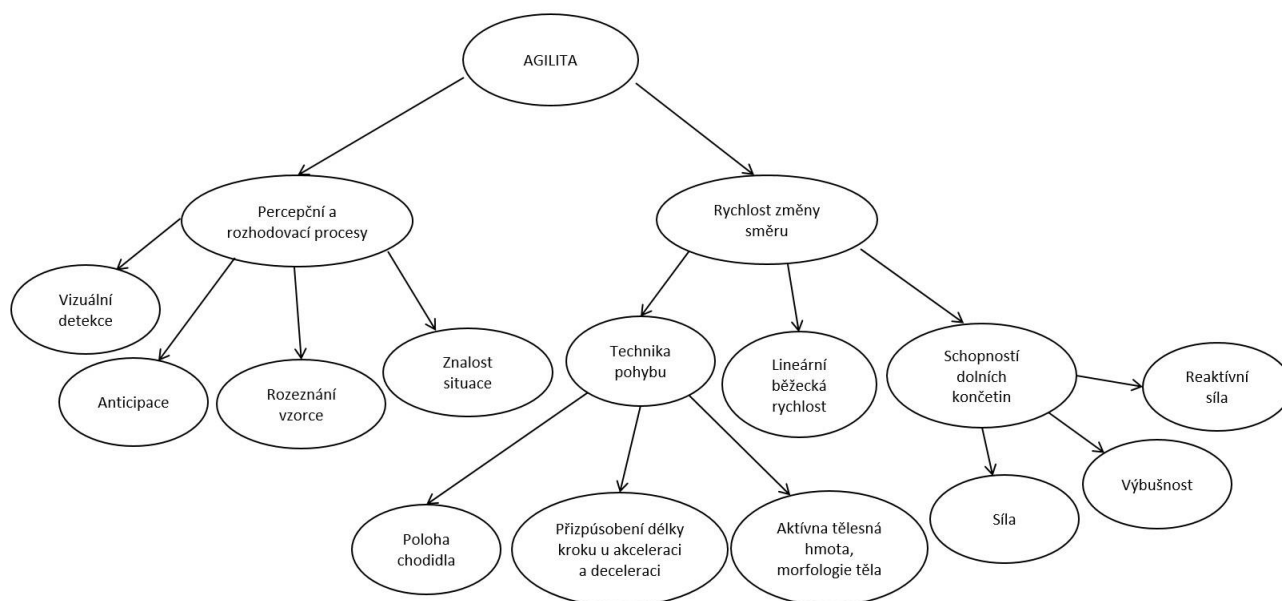 AGILITA
Percepční a
rozhodovací procesy
Rychlost změny
směru
Vizuální
detekce
Anticipace
Rozeznání
vzorce
Znalost
situace
Technika
pohybu
Lineární
běžecká
rychlost
Schopností
dolních
končetin
Reaktívní
síla
Výbušnost
Síla
Poloha
chodidla
Přizpúsobení délky
kroku u akceleraci
a deceleraci
Aktívna tělesná
hmota,
morfologie těla